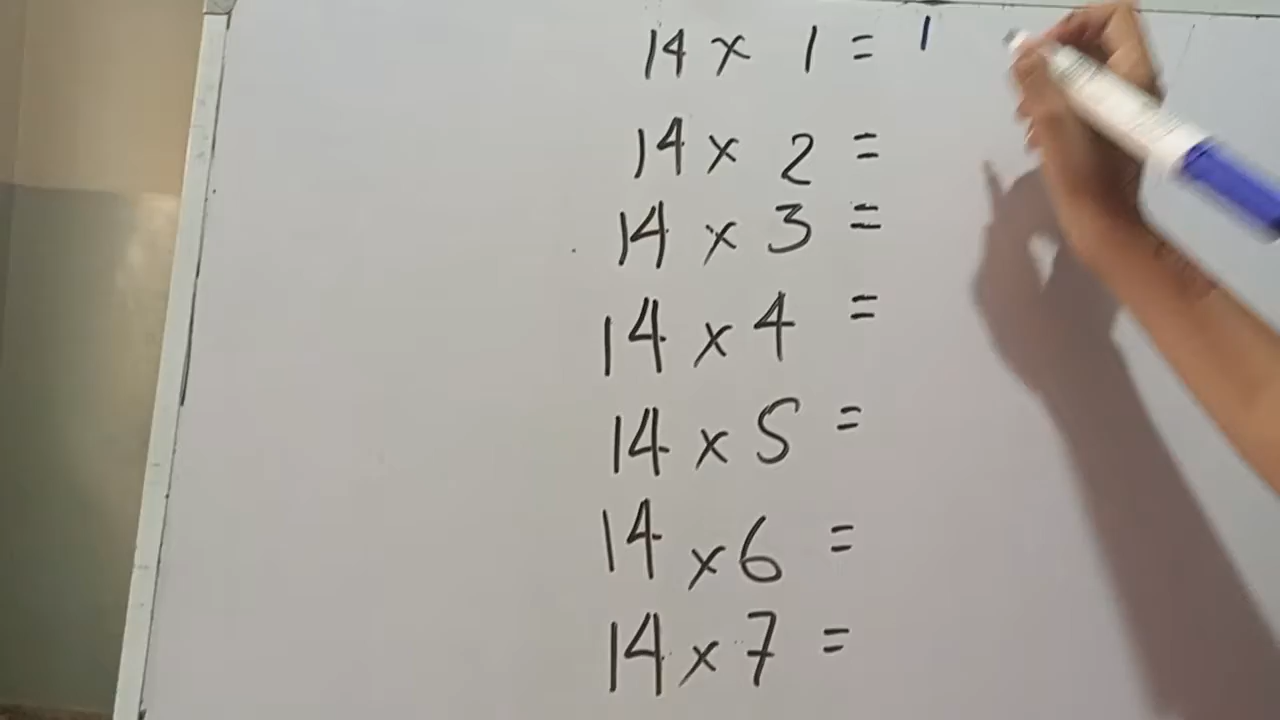 14 × 1 = 1
14 × 2 =
14 × 3 =
14 × 4 =
14 × 5 =
14 × 6 =
14 × 7 =